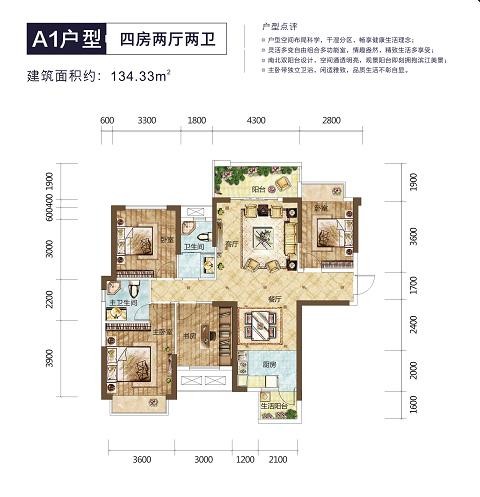 A1户型 四房两厅两卫
建筑面积约：134.33m²
户型点评
户型空间布局科学，干湿分区，畅享健康生活理念；
灵活多变自由组合多功能室，情趣盎然，精致生活多享受；
南北双阳台设计，空间通透明亮，观景阳台即刻拥抱滨江美景；
主卧带独立卫浴，闲适雅致，品质生活不彰自显。
600 3300 1800 4300 2800
1900
600400
3000
2200
3000
1900
3600
1700
2400
2000
1600
阳台
卧室
卫生间
客厅
卧室
主卫生间
餐厅
主卧室
书房
厨房
生活阳台
3600 3000 1200 2100